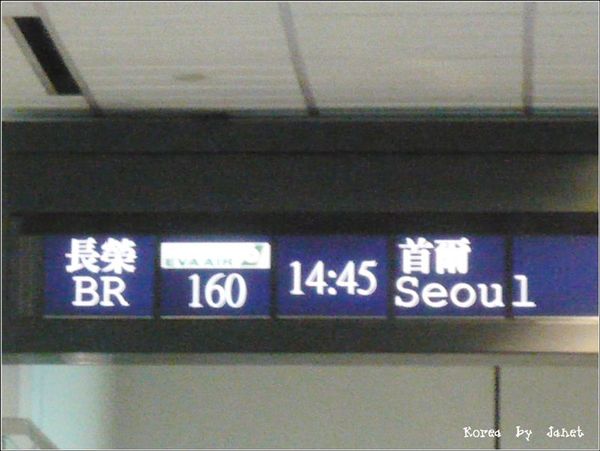 長榮 EVA AIR 14:45 首爾
BR 160 Seoul
Korea by Janet